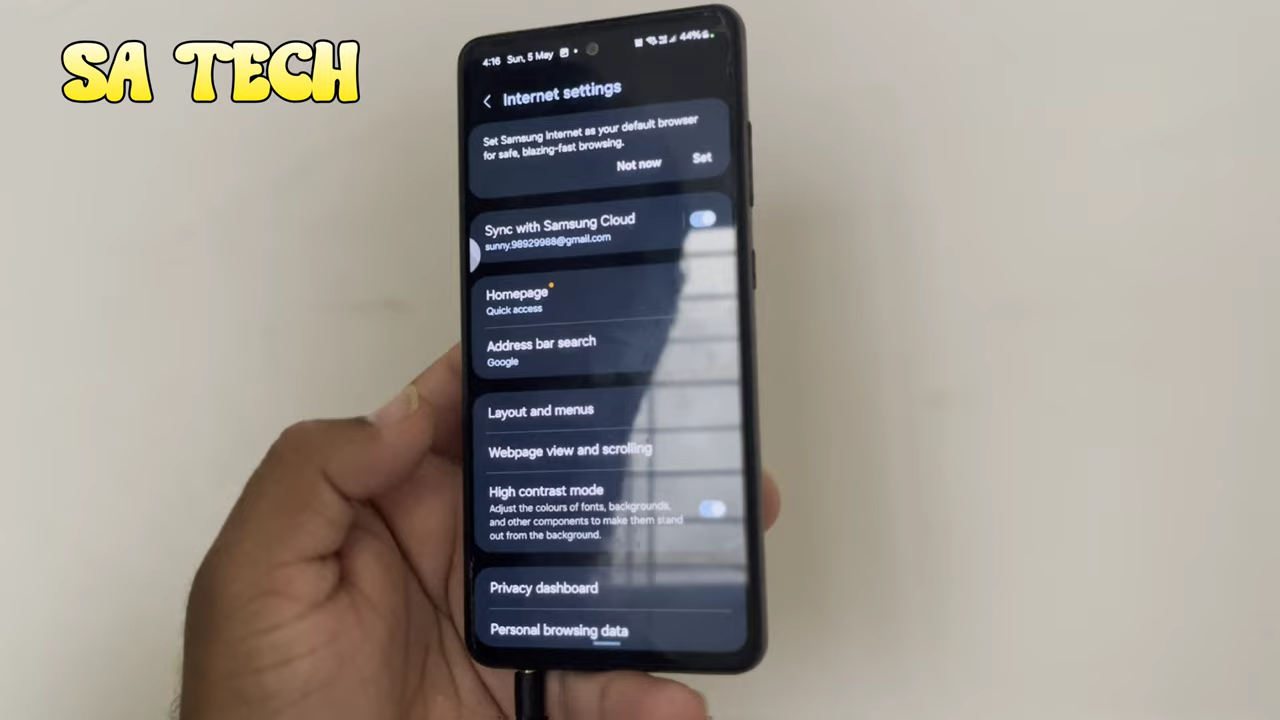 SA TECH
4:16 Sun, 5 May 44%
Internet settings
Set Samsung Internet as your default browser
for safe, blazing-fast browsing.
Not now Set
Sync with Samsung Cloud
sunny.98929988@gmail.com
Homepage
Quick access
Address bar search
Google
Layout and menus
Webpage view and scrolling
High contrast mode
Adjust the colours of fonts, backgrounds,
and other components to make them stand
out from the background.
Privacy dashboard
Personal browsing data